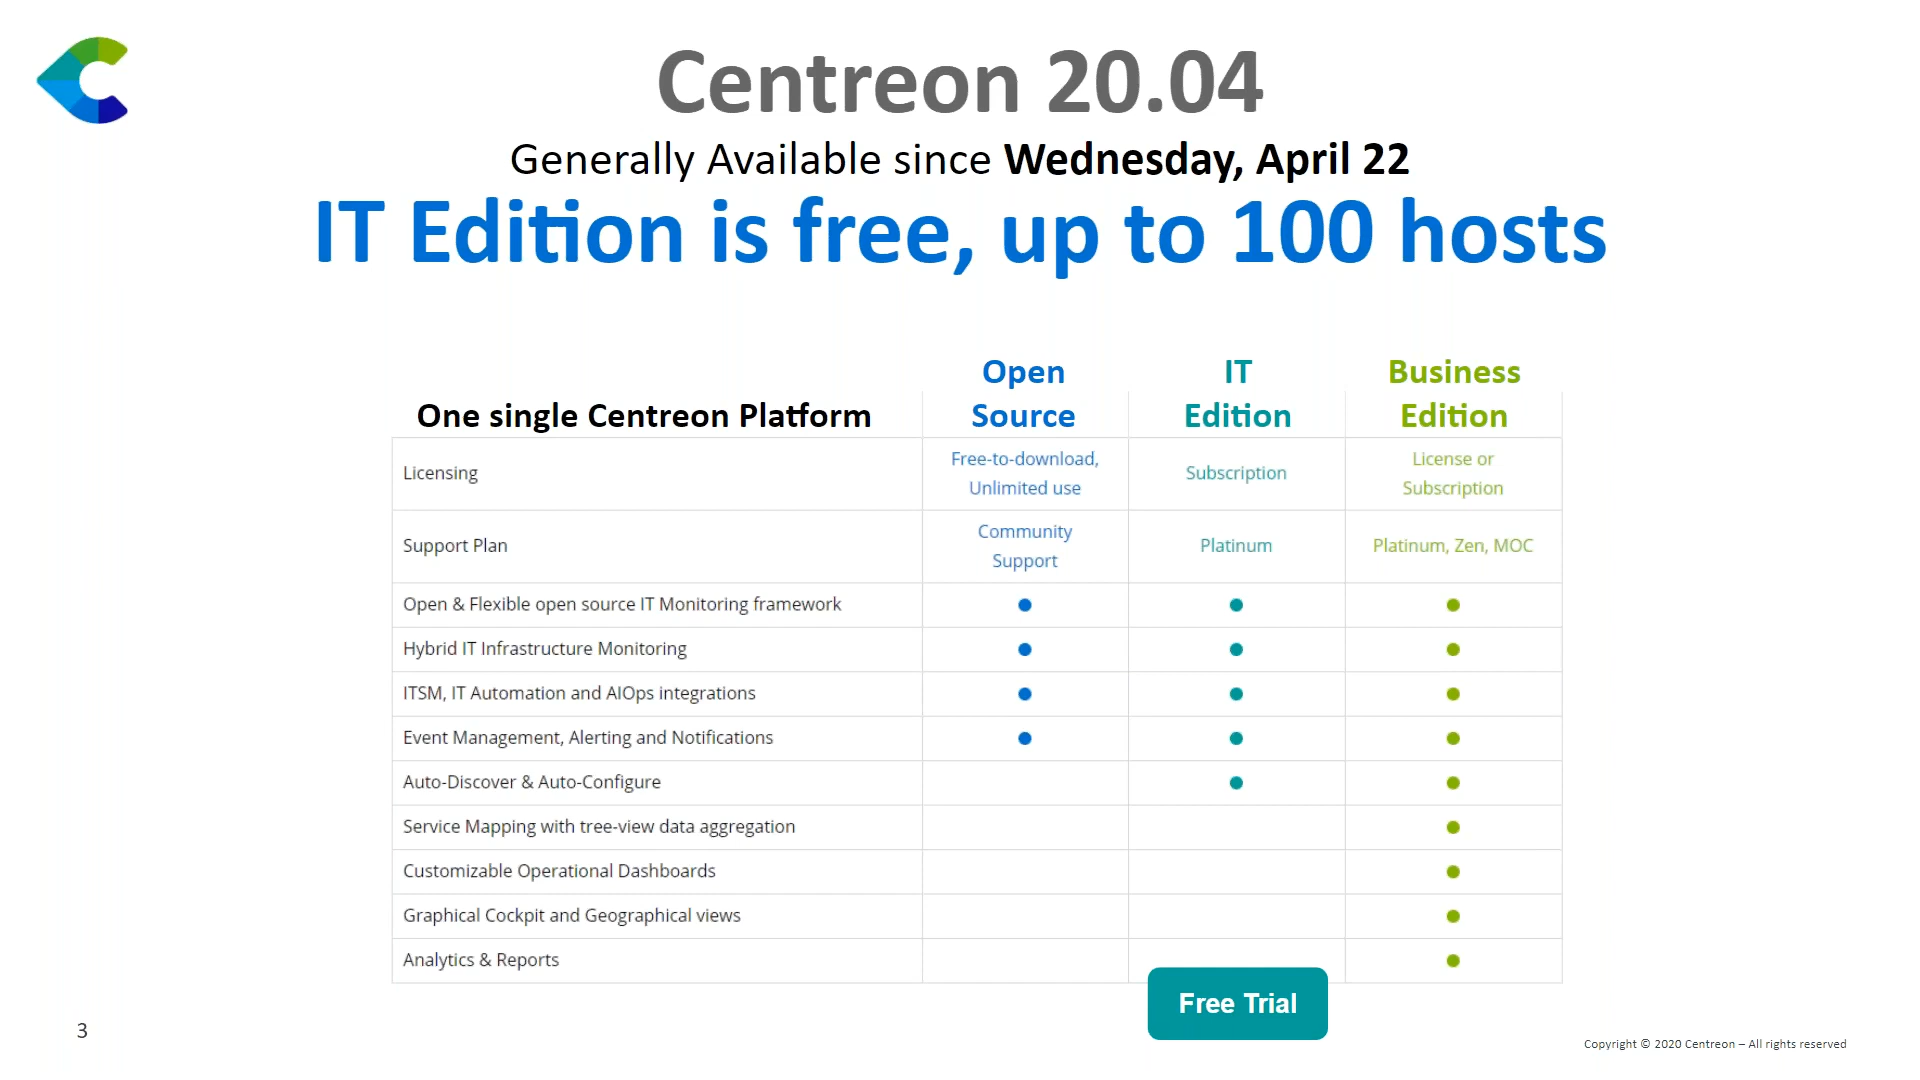 Centreon 20.04
Generally Available since Wednesday, April 22
IT Edition is free, up to 100 hosts
One single Centreon Platform
Open
Source
IT
Edition
Business
Edition
Licensing
Free-to-download,
Unlimited use
Subscription
License or
Subscription
Support Plan
Community
Support
Platinum
Platinum, Zen, MOC
Open & Flexible open source IT Monitoring framework
Hybrid IT Infrastructure Monitoring
ITSM, IT Automation and AIOps integrations
Event Management, Alerting and Notifications
Auto-Discover & Auto-Configure
Service Mapping with tree-view data aggregation
Customizable Operational Dashboards
Graphical Cockpit and Geographical views
Analytics & Reports
Free Trial
3
Copyright © 2020 Centreon – All rights reserved